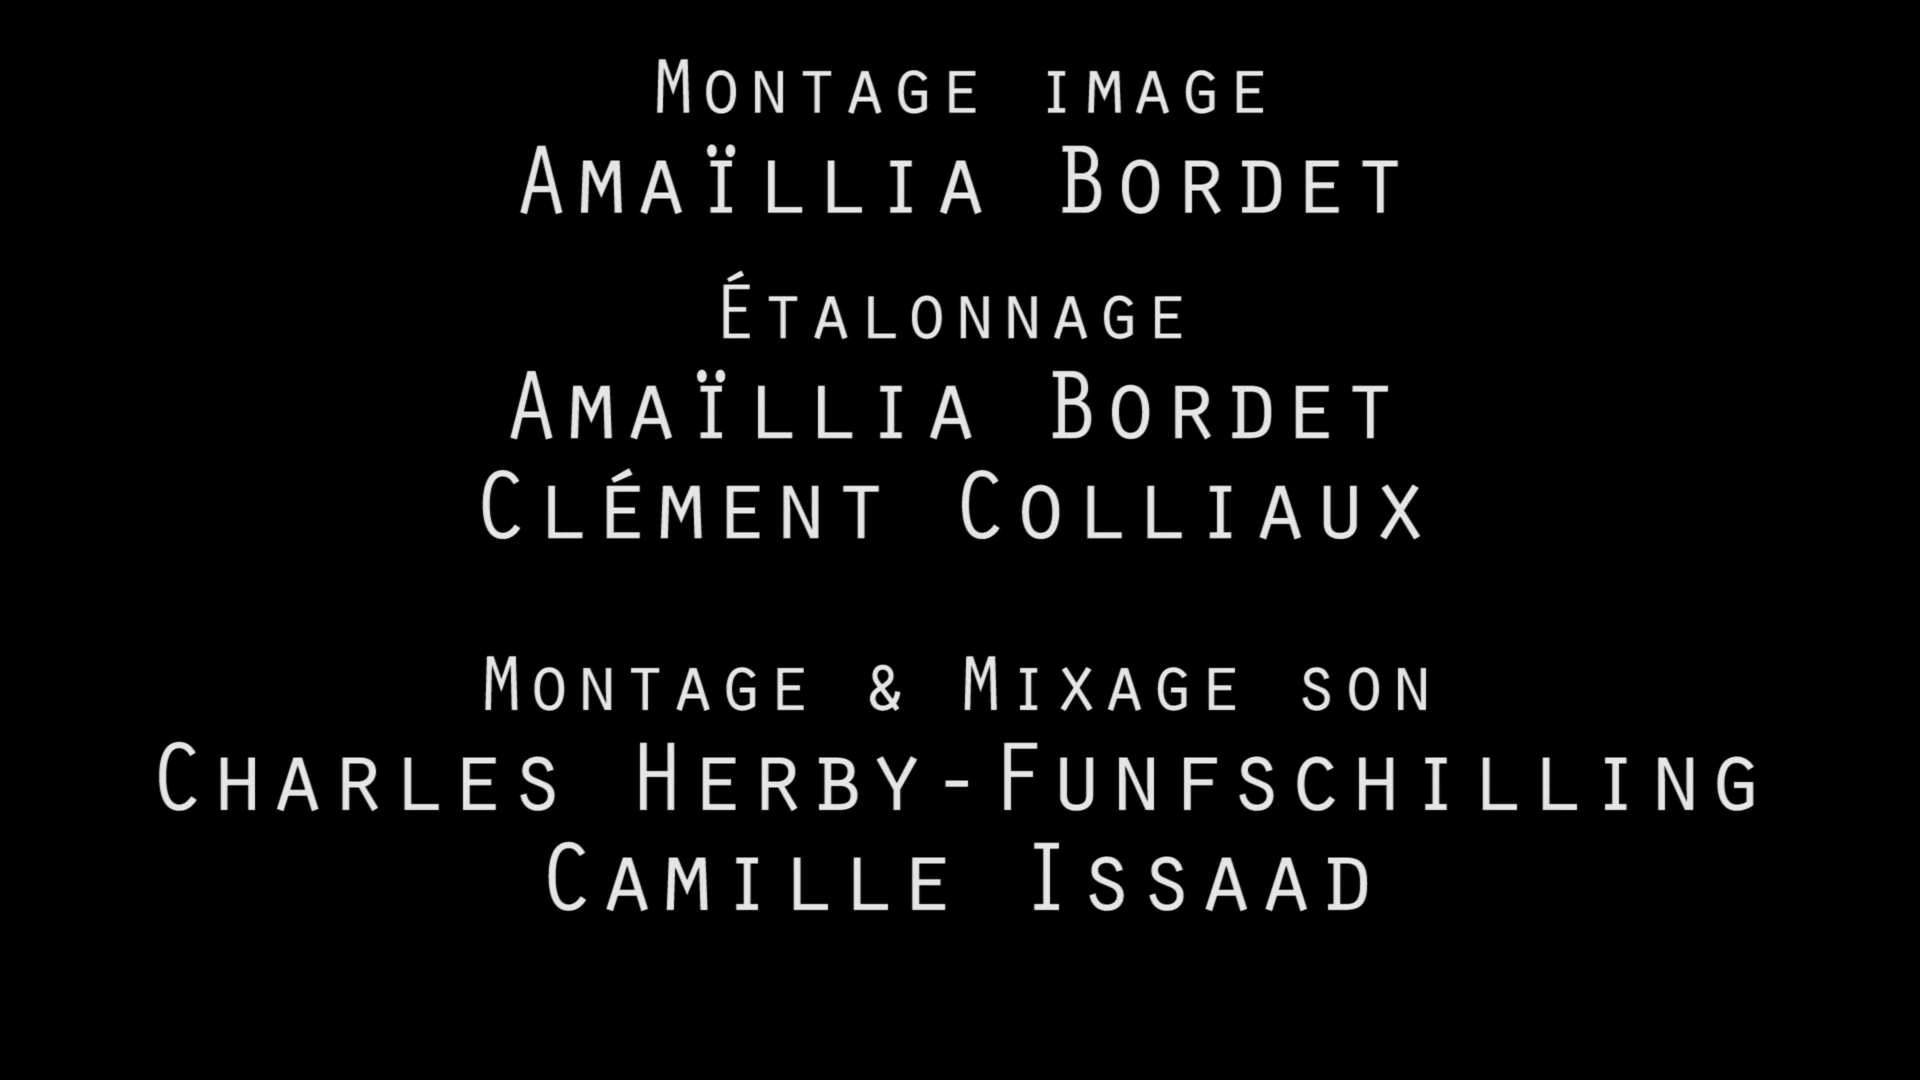 Montage image
Amaïllia Bordet
Étalonnage
Amaïllia Bordet
Clément Colliaux
Montage & Mixage son
Charles Herby-Funfschilling
Camille Issaad